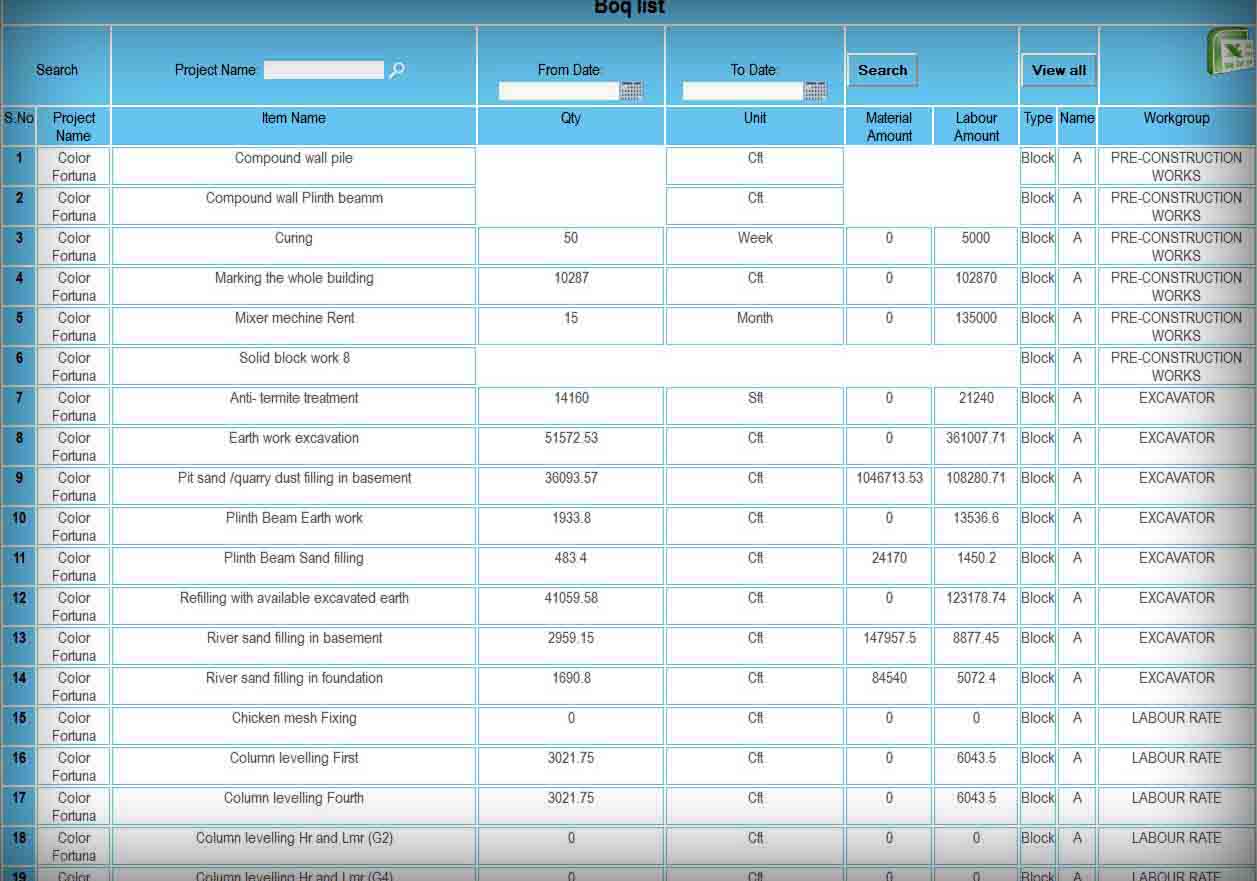 Boq list
Search Project Name: From Date: To Date: Search View all
S.No Project Name Item Name Qty Unit Material Amount Labour Amount Type Name Workgroup
1 Color Fortuna Compound wall pile Cft Block A PRE-CONSTRUCTION WORKS
2 Color Fortuna Compound wall Plinth beamm Cft Block A PRE-CONSTRUCTION WORKS
3 Color Fortuna Curing 50 Week 0 5000 Block A PRE-CONSTRUCTION WORKS
4 Color Fortuna Marking the whole building 10287 Cft 0 102870 Block A PRE-CONSTRUCTION WORKS
5 Color Fortuna Mixer mechine Rent 15 Month 0 135000 Block A PRE-CONSTRUCTION WORKS
6 Color Fortuna Solid block work 8 Block A PRE-CONSTRUCTION WORKS
7 Color Fortuna Anti- termite treatment 14160 Sft 0 21240 Block A EXCAVATOR
8 Color Fortuna Earth work excavation 51572.53 Cft 0 361007.71 Block A EXCAVATOR
9 Color Fortuna Pit sand /quarry dust filling in basement 36093.57 Cft 1046713.53 108280.71 Block A EXCAVATOR
10 Color Fortuna Plinth Beam Earth work 1933.8 Cft 0 13536.6 Block A EXCAVATOR
11 Color Fortuna Plinth Beam Sand filling 483.4 Cft 24170 1450.2 Block A EXCAVATOR
12 Color Fortuna Refilling with available excavated earth 41059.58 Cft 0 123178.74 Block A EXCAVATOR
13 Color Fortuna River sand filling in basement 2959.15 Cft 147957.5 8877.45 Block A EXCAVATOR
14 Color Fortuna River sand filling in foundation 1690.8 Cft 84540 5072.4 Block A EXCAVATOR
15 Color Fortuna Chicken mesh Fixing 0 Cft 0 0 Block A LABOUR RATE
16 Color Fortuna Column levelling First 3021.75 Cft 0 6043.5 Block A LABOUR RATE
17 Color Fortuna Column levelling Fourth 3021.75 Cft 0 6043.5 Block A LABOUR RATE
18 Color Fortuna Column levelling Hr and Lmr (G2) 0 Cft 0 0 Block A LABOUR RATE
19 Color Column levelling Hr and Lmr (G4) 0 Cft 0 0 Block A LABOUR RATE